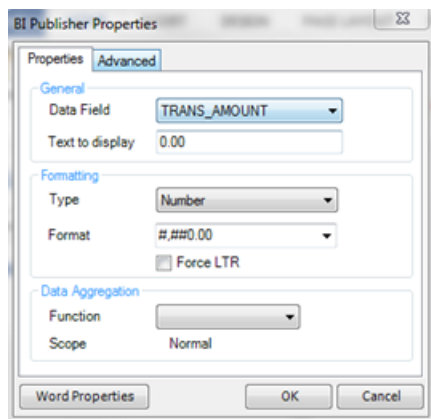 BI Publisher Properties
Properties Advanced
General
Data Field TRANS_AMOUNT
Text to display 0.00
Formatting
Type Number
Format #,##0.00
Force LTR
Data Aggregation
Function
Scope Normal
Word Properties OK Cancel